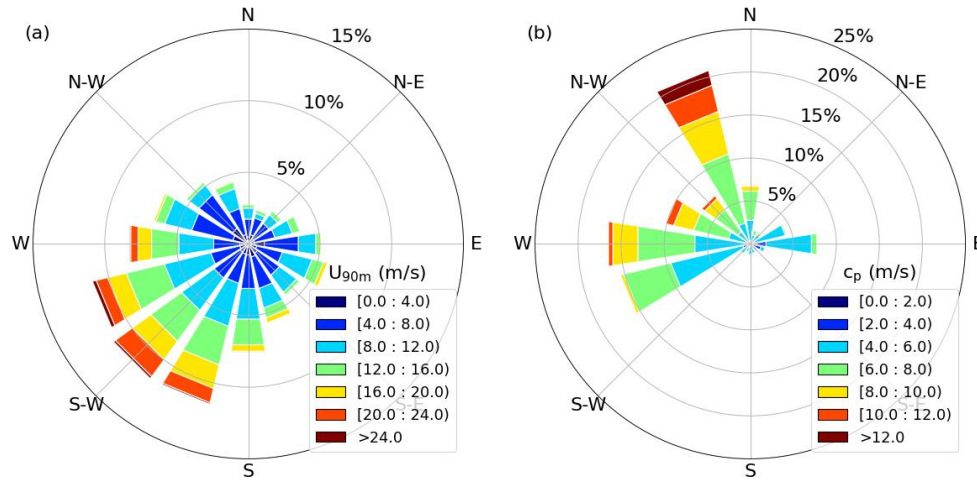 (a)
N
15%
N-W
N-E
10%
5%
W
E
S-W
S-E
S
U90m (m/s)
[0.0 : 4.0)
[4.0 : 8.0)
[8.0 : 12.0)
[12.0 : 16.0)
[16.0 : 20.0)
[20.0 : 24.0)
>24.0
(b)
N
25%
N-W
N-E
20%
15%
10%
5%
W
E
S-W
S-E
S
cp (m/s)
[0.0 : 2.0)
[2.0 : 4.0)
[4.0 : 6.0)
[6.0 : 8.0)
[8.0 : 10.0)
[10.0 : 12.0)
>12.0